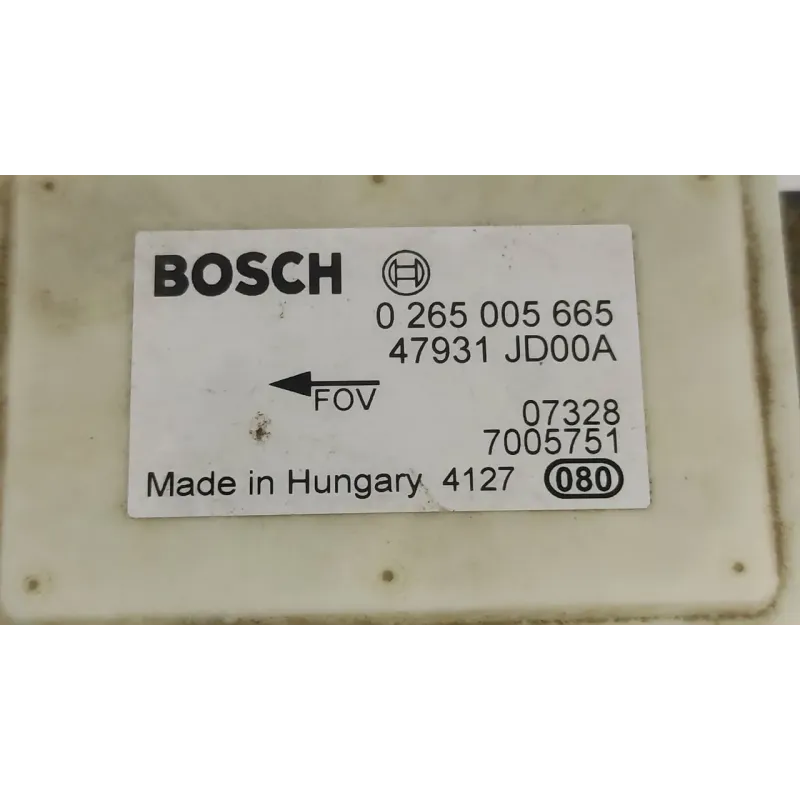 BOSCH
0 265 005 665
47931 JD00A
FOV
07328
7005751
Made in Hungary 4127 080